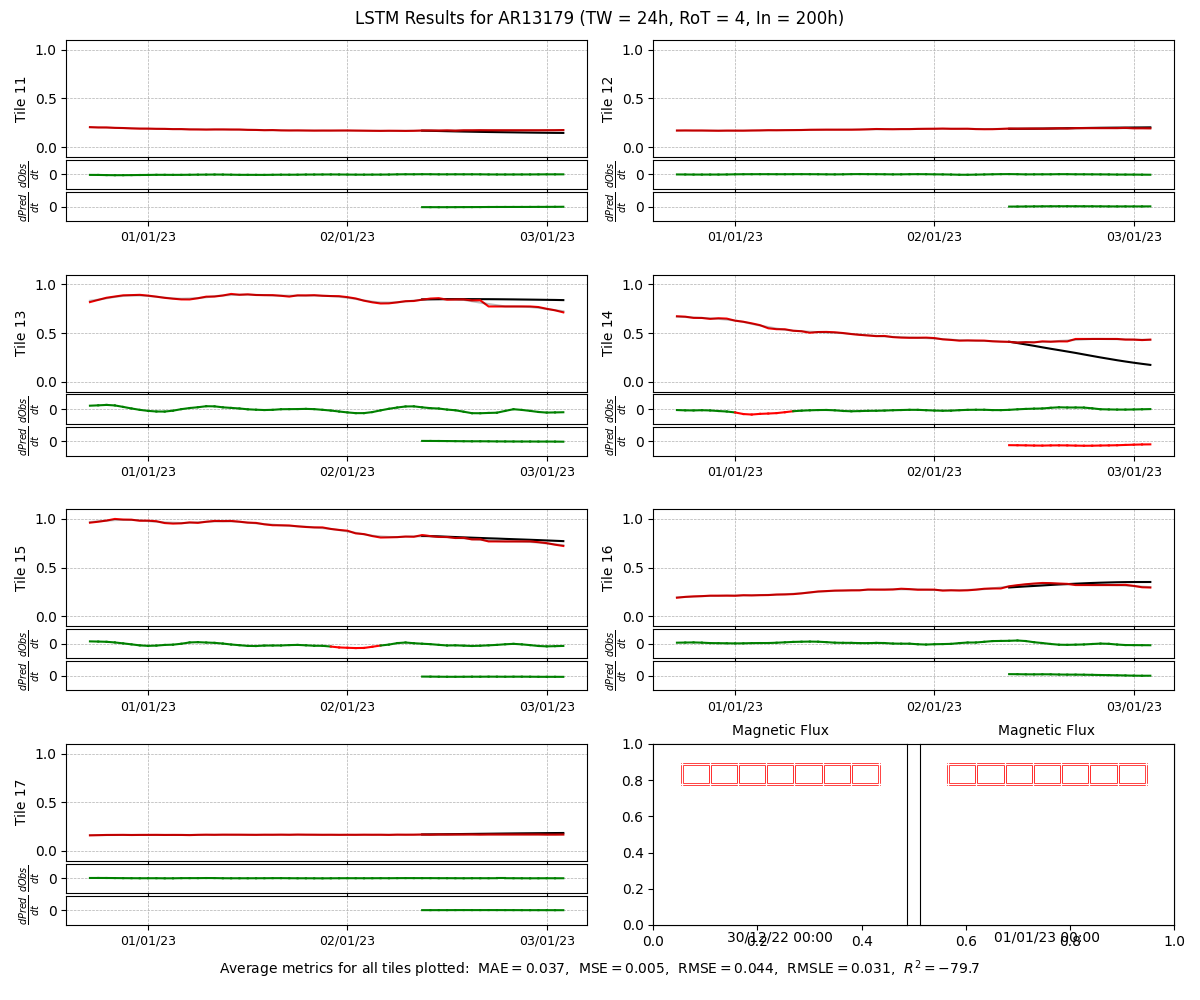 LSTM Results for AR13179 (TW = 24h, RoT = 4, In = 200h)
Tile 11
1.0
0.5
0.0
dObs
dt
0
dPred
dt
0
01/01/23
02/01/23
03/01/23
Tile 12
1.0
0.5
0.0
dObs
dt
0
dPred
dt
0
01/01/23
02/01/23
03/01/23
Tile 13
1.0
0.5
0.0
dObs
dt
0
dPred
dt
0
01/01/23
02/01/23
03/01/23
Tile 14
1.0
0.5
0.0
dObs
dt
0
dPred
dt
0
01/01/23
02/01/23
03/01/23
Tile 15
1.0
0.5
0.0
dObs
dt
0
dPred
dt
0
01/01/23
02/01/23
03/01/23
Tile 16
1.0
0.5
0.0
dObs
dt
0
dPred
dt
0
01/01/23
02/01/23
03/01/23
Tile 17
1.0
0.5
0.0
dObs
dt
0
dPred
dt
0
01/01/23
02/01/23
03/01/23
Magnetic Flux
Magnetic Flux
1.0
0.8
0.6
0.4
0.2
0.0
0.0
0.2
0.4
0.6
0.8
1.0
30/12/22 00:00
01/01/23 00:00
Average metrics for all tiles plotted: MAE = 0.037, MSE = 0.005, RMSE = 0.044, RMSLE = 0.031, R² = −79.7